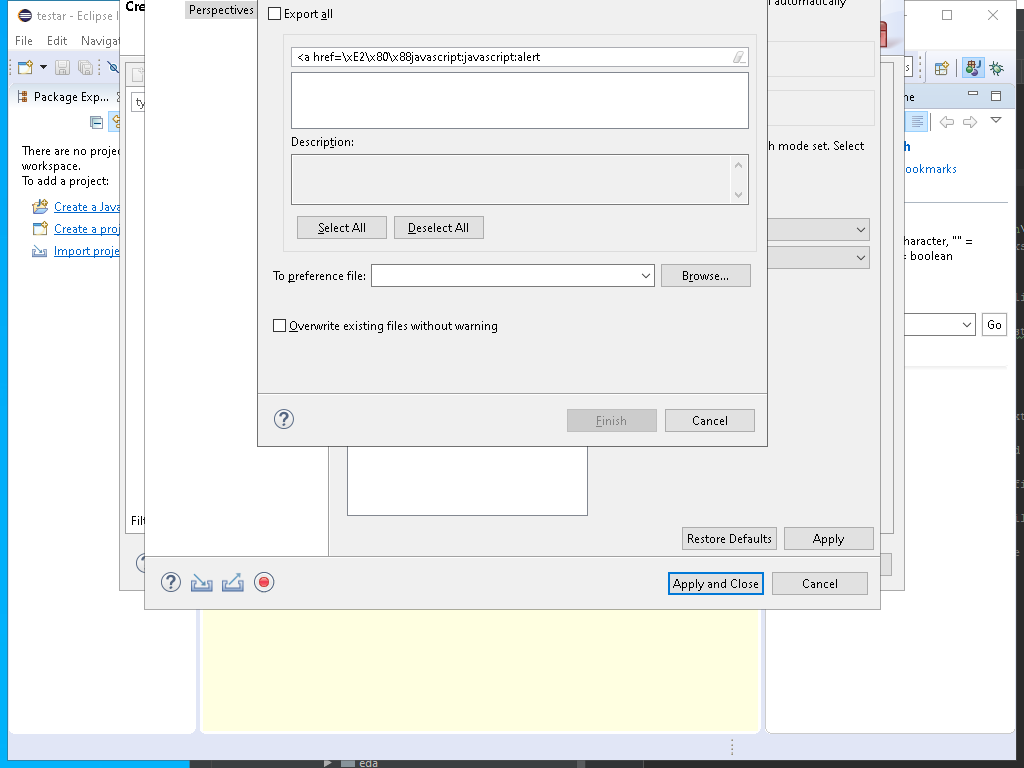 testar - Eclipse I
File Edit Navigat
Package Exp...
There are no projec
workspace.
To add a project:
Create a Java
Create a proj
Import proje
Cre
ty
Filt
Perspectives
Export all
<a href=\xE2\x80\x88javascript:javascript:alert
Description:
Select All
Deselect All
To preference file:
Browse...
Overwrite existing files without warning
Finish
Cancel
automatically
h mode set. Select
Restore Defaults
Apply
Apply and Close
Cancel
ne
h
ookmarks
haracter, "" =
= boolean
Go
eda